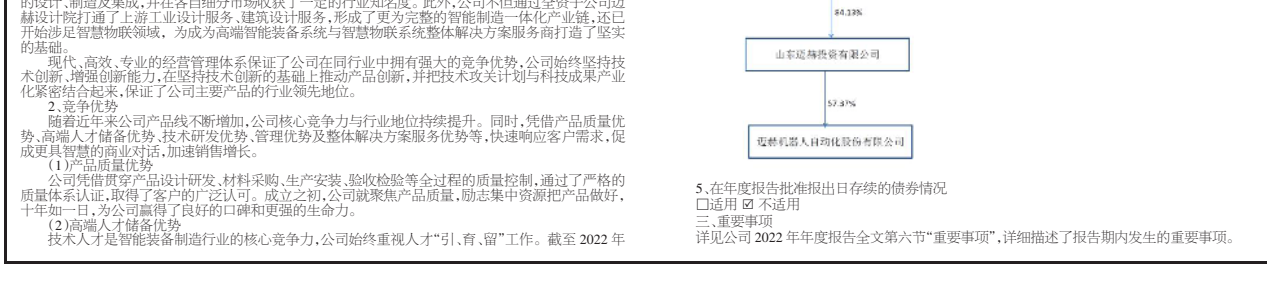 的设计、制造及集成,并在各自细分市场收获了一定的行业知名度。此外,公司不但通过全资子公司迈
赫设计院打通了上游工业设计服务、建筑设计服务,形成了更为完整的智能制造一体化产业链,还已
开始涉足智慧物联领域,为成为高端智能装备系统与智慧物联系统整体解决方案服务商打造了坚实
的基础。
现代、高效、专业的经营管理体系保证了公司在同行业中拥有强大的竞争优势,公司始终坚持技
术创新、增强创新能力,在坚持技术创新的基础上推动产品创新,并把技术攻关计划与科技成果产业
化紧密结合起来,保证了公司主要产品的行业领先地位。
2、竞争优势
随着近年来公司产品线不断增加,公司核心竞争力与行业地位持续提升。同时,凭借产品质量优
势、高端人才储备优势、技术研发优势、管理优势及整体解决方案服务优势等,快速响应客户需求,促
成更具智慧的商业对话,加速销售增长。
(1)产品质量优势
公司凭借贯穿产品设计研发、材料采购、生产安装、验收检验等全过程的质量控制,通过了严格的
质量体系认证,取得了客户的广泛认可。成立之初,公司就聚焦产品质量,励志集中资源把产品做好,
十年如一日,为公司赢得了良好的口碑和更强的生命力。
(2)高端人才储备优势
技术人才是智能装备制造行业的核心竞争力,公司始终重视人才“引、育、留”工作。截至 2022 年
84.13%
山东迈赫投资有限公司
57.37%
迈赫机器人自动化股份有限公司
5、在年度报告批准报出日存续的债券情况
□适用 ☑ 不适用
三、重要事项
详见公司 2022 年年度报告全文第六节“重要事项”,详细描述了报告期内发生的重要事项。